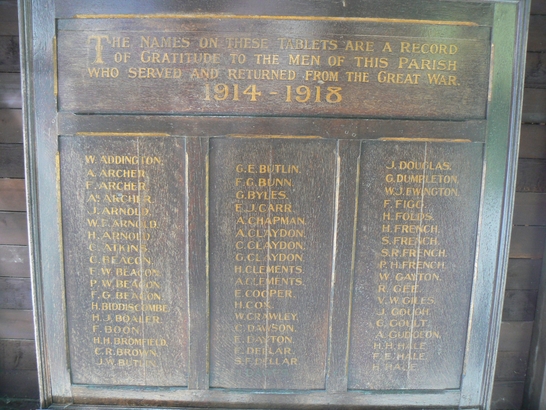 The Names on these Tablets are a Record
of Gratitude to the Men of this Parish
who served and returned from the Great War.
1914 - 1918
W. ADDINGTON.
A. ARCHER.
F. ARCHER.
A. ARCHER.
J. ARNOLD.
W.E. ARNOLD.
H. ARNOLD.
C. ATKINS.
C. BEACON.
E.W. BEACON.
P.W. BEACON.
F.G. BEACON.
H. BIDDISCOMBE.
H.J. BOALER.
F. BOON.
H.H. BROMFIELD.
C.R. BROWN.
J.W. BUTLIN.
G.E. BUTLIN.
F.G. BUNN.
G. BYLES.
E.J. CARR.
A. CHAPMAN.
A. CLAYDON.
C. CLAYDON.
G. CLAYDON.
H. CLEMENTS.
A. CLEMENTS.
E. COOPER.
H. COX.
W. CRAWLEY.
C. DAWSON.
E. DAYTON.
F. DELLAR.
S.F. DELLAR.
J. DOUGLAS.
G. DUMPLETON.
W.J. EWINGTON.
F. FIGG.
H. FOLDS.
H. FRENCH.
S. FRENCH.
S.R. FRENCH.
P.H. FRENCH.
W. GAYTON.
R. GEE.
V.W. GILES.
J. GOUGH.
C. GOULT.
A. GUDGEON.
H.H. HALE.
F.E. HALE.
H. HALE.